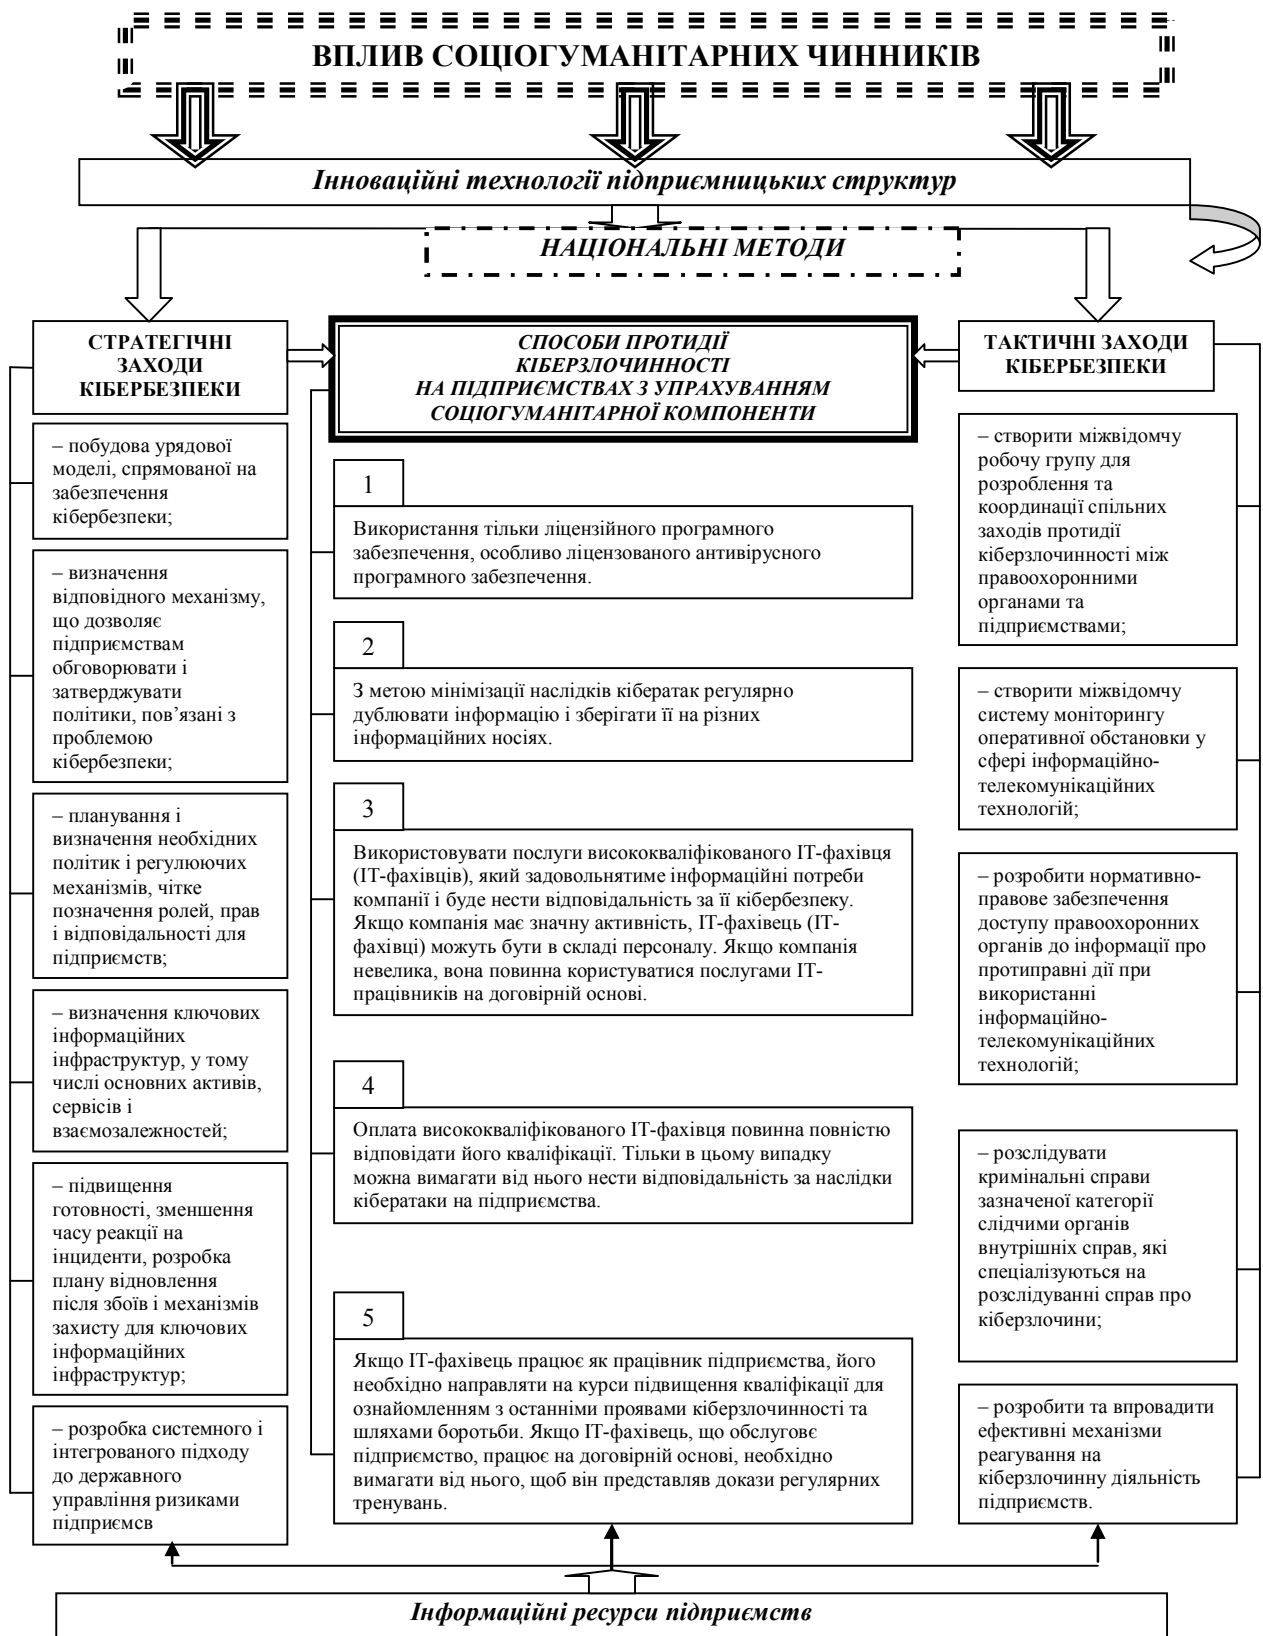 ВПЛИВ СОЦІОГУМАНІТАРНИХ ЧИННИКІВ
Інноваційні технології підприємницьких структур
НАЦІОНАЛЬНІ МЕТОДИ
СТРАТЕГІЧНІ
ЗАХОДИ
КІБЕРБЕЗПЕКИ
– побудова урядової
моделі, спрямованої на
забезпечення
кібербезпеки;
– визначення
відповідного механізму,
що дозволяє
підприємствам
обговорювати і
затверджувати
політики, пов’язані з
проблемою
кібербезпеки;
– планування і
визначення необхідних
політик і регулюючих
механізмів, чітке
позначення ролей, прав
і відповідальності для
підприємств;
– визначення ключових
інформаційних
інфраструктур, у тому
числі основних активів,
сервісів і
взаємозалежностей;
– підвищення
готовності, зменшення
часу реакції на
інциденти, розробка
плану відновлення
після збоїв і механізмів
захисту для ключових
інформаційних
інфраструктур;
– розробка системного і
інтегрованого підходу
до державного
управління ризиками
підприємсв
СПОСОБИ ПРОТИДІЇ
КІБЕРЗЛОЧИННОСТІ
НА ПІДПРИЄМСТВАХ З УПРАХУВАННЯМ
СОЦІОГУМАНІТАРНОЇ КОМПОНЕНТИ
1
Використання тільки ліцензійного програмного
забезпечення, особливо ліцензованого антивірусного
програмного забезпечення.
2
З метою мінімізації наслідків кібератак регулярно
дублювати інформацію і зберігати її на різних
інформаційних носіях.
3
Використовувати послуги висококваліфікованого ІТ-фахівця
(ІТ-фахівців), який задовольнятиме інформаційні потреби
компанії і буде нести відповідальність за її кібербезпеку.
Якщо компанія має значну активність, ІТ-фахівець (ІТ-
фахівці) можуть бути в складі персоналу. Якщо компанія
невелика, вона повинна користуватися послугами ІТ-
працівників на договірній основі.
4
Оплата висококваліфікованого ІТ-фахівця повинна повністю
відповідати його кваліфікації. Тільки в цьому випадку
можна вимагати від нього нести відповідальність за наслідки
кібератаки на підприємства.
5
Якщо ІТ-фахівець працює як працівник підприємства, його
необхідно направляти на курси підвищення кваліфікації для
ознайомленням з останніми проявами кіберзлочинності та
шляхами боротьби. Якщо ІТ-фахівець, що обслуговє
підприємство, працює на договірній основі, необхідно
вимагати від нього, щоб він представляв докази регулярних
тренувань.
ТАКТИЧНІ ЗАХОДИ
КІБЕРБЕЗПЕКИ
– створити міжвідомчу
робочу групу для
розроблення та
координації спільних
заходів протидії
кіберзлочинності між
правоохоронними
органами та
підприємствами;
– створити міжвідомчу
систему моніторингу
оперативної обстановки у
сфері інформаційно-
телекомунікаційних
технологій;
– розробити нормативно-
правове забезпечення
доступу правоохоронних
органів до інформації про
протиправні дії при
використанні
інформаційно-
телекомунікаційних
технологій;
– розслідувати
кримінальні справи
зазначеної категорії
слідчими органів
внутрішніх справ, які
спеціалізуються на
розслідуванні справ про
кіберзлочини;
– розробити та впровадити
ефективні механізми
реагування на
кіберзлочинну діяльність
підприємств.
Інформаційні ресурси підприємств